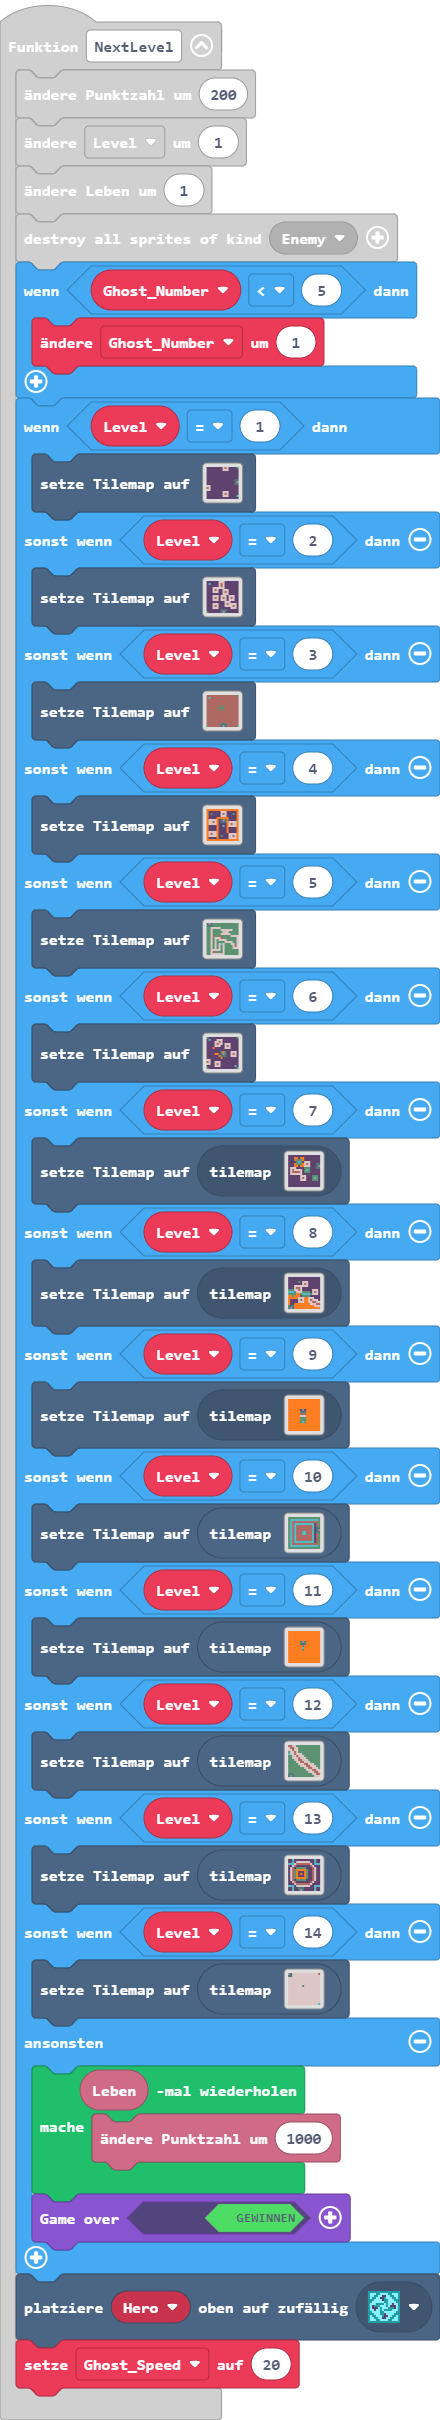 Funktion NextLevel
ändere Punktzahl um 200
ändere Level um 1
ändere Leben um 1
destroy all sprites of kind Enemy
wenn Ghost_Number < 5 dann
ändere Ghost_Number um 1
wenn Level = 1 dann
setze Tilemap auf
sonst wenn Level = 2 dann
setze Tilemap auf
sonst wenn Level = 3 dann
setze Tilemap auf
sonst wenn Level = 4 dann
setze Tilemap auf
sonst wenn Level = 5 dann
setze Tilemap auf
sonst wenn Level = 6 dann
setze Tilemap auf
sonst wenn Level = 7 dann
setze Tilemap auf tilemap
sonst wenn Level = 8 dann
setze Tilemap auf tilemap
sonst wenn Level = 9 dann
setze Tilemap auf tilemap
sonst wenn Level = 10 dann
setze Tilemap auf tilemap
sonst wenn Level = 11 dann
setze Tilemap auf tilemap
sonst wenn Level = 12 dann
setze Tilemap auf tilemap
sonst wenn Level = 13 dann
setze Tilemap auf tilemap
sonst wenn Level = 14 dann
setze Tilemap auf tilemap
ansonsten
Leben -mal wiederholen
mache ändere Punktzahl um 1000
Game over GEWINNEN
platziere Hero oben auf zufällig
setze Ghost_Speed auf 20